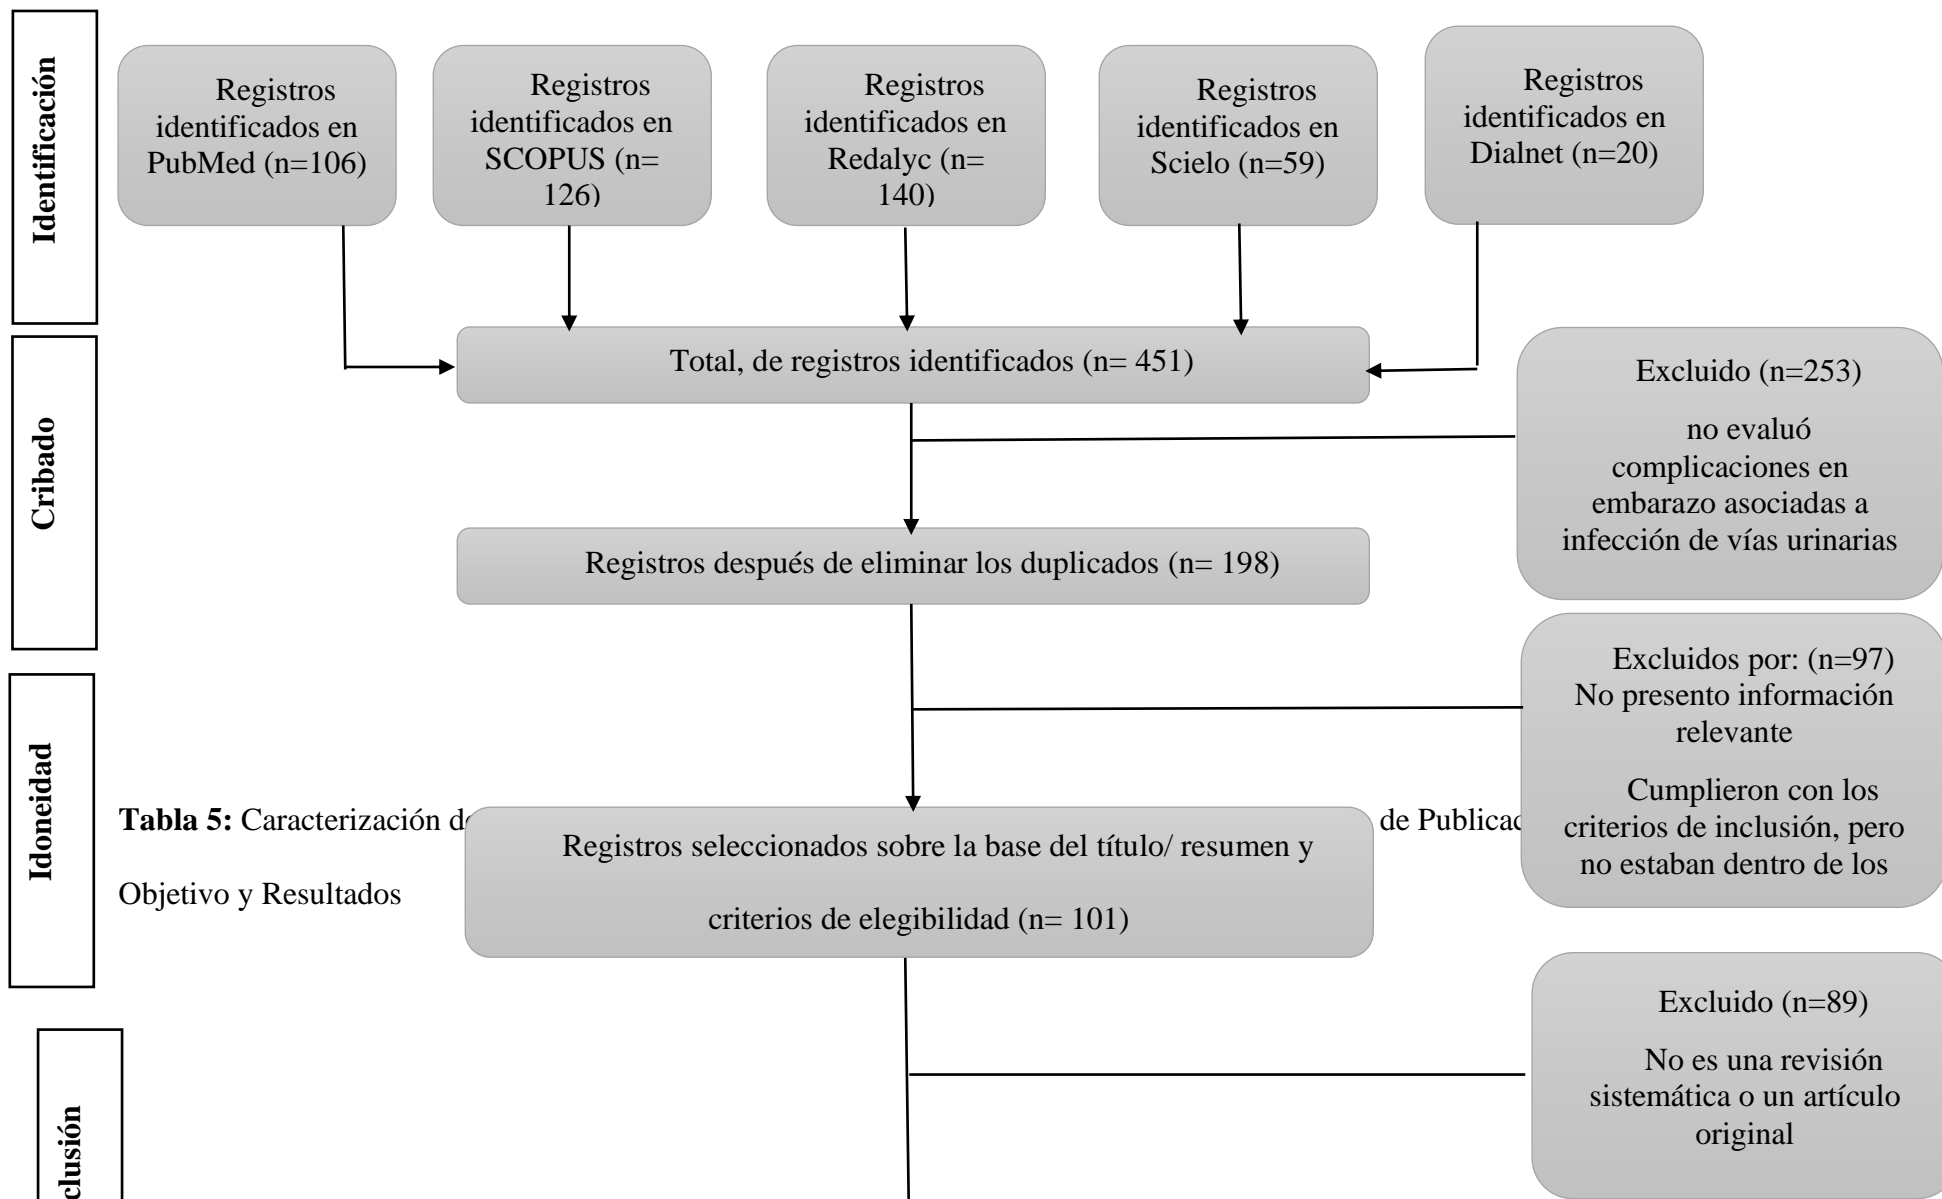 Identificación
Registros
identificados en
PubMed (n=106)
Registros
identificados en
SCOPUS (n=
126)
Registros
identificados en
Redalyc (n=
140)
Registros
identificados en
Scielo (n=59)
Registros
identificados en
Dialnet (n=20)
Total, de registros identificados (n= 451)
Cribado
Excluido (n=253)
no evaluó
complicaciones en
embarazo asociadas a
infección de vías urinarias
Registros después de eliminar los duplicados (n= 198)
Idoneidad
Excluidos por: (n=97)
No presento información
relevante
Cumplieron con los
criterios de inclusión, pero
no estaban dentro de los
Tabla 5: Caracterización de
de Publicac
Objetivo y Resultados
Registros seleccionados sobre la base del título/ resumen y
criterios de elegibilidad (n= 101)
clusión
Excluido (n=89)
No es una revisión
sistemática o un artículo
original